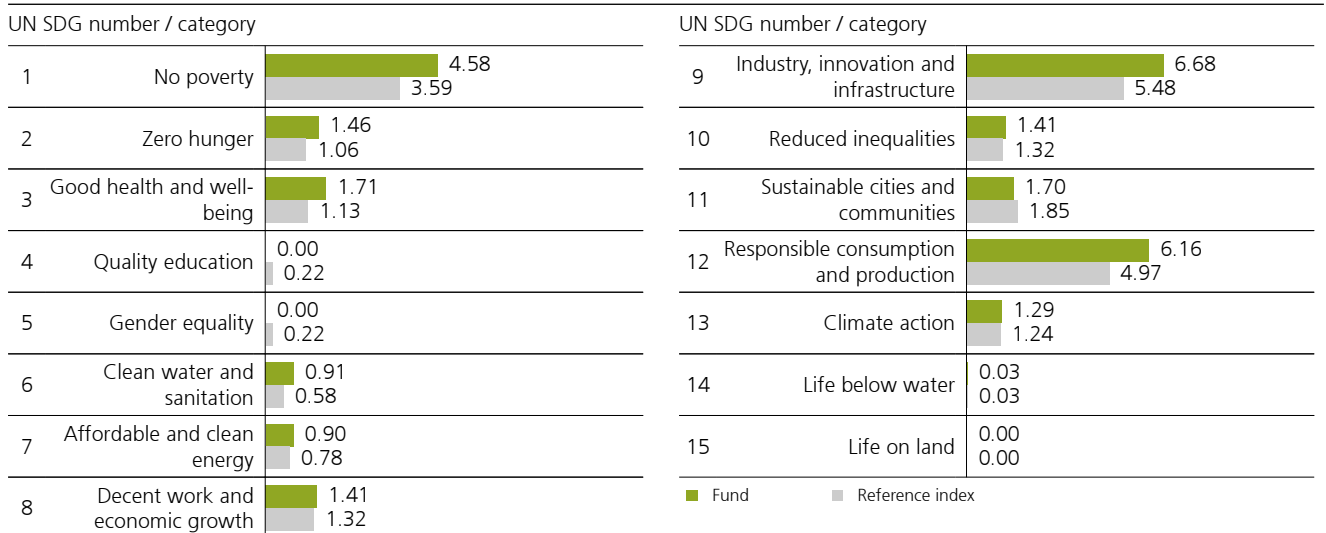 UN SDG number / category
1 No poverty 4.58
3.59
2 Zero hunger 1.46
1.06
3 Good health and well-
being 1.71
1.13
4 Quality education 0.00
0.22
5 Gender equality 0.00
0.22
6 Clean water and
sanitation 0.91
0.58
7 Affordable and clean
energy 0.90
0.78
8 Decent work and
economic growth 1.41
1.32
UN SDG number / category
9 Industry, innovation and
infrastructure 6.68
5.48
10 Reduced inequalities 1.41
1.32
11 Sustainable cities and
communities 1.70
1.85
12 Responsible consumption
and production 6.16
4.97
13 Climate action 1.29
1.24
14 Life below water 0.03
0.03
15 Life on land 0.00
0.00
Fund Reference index